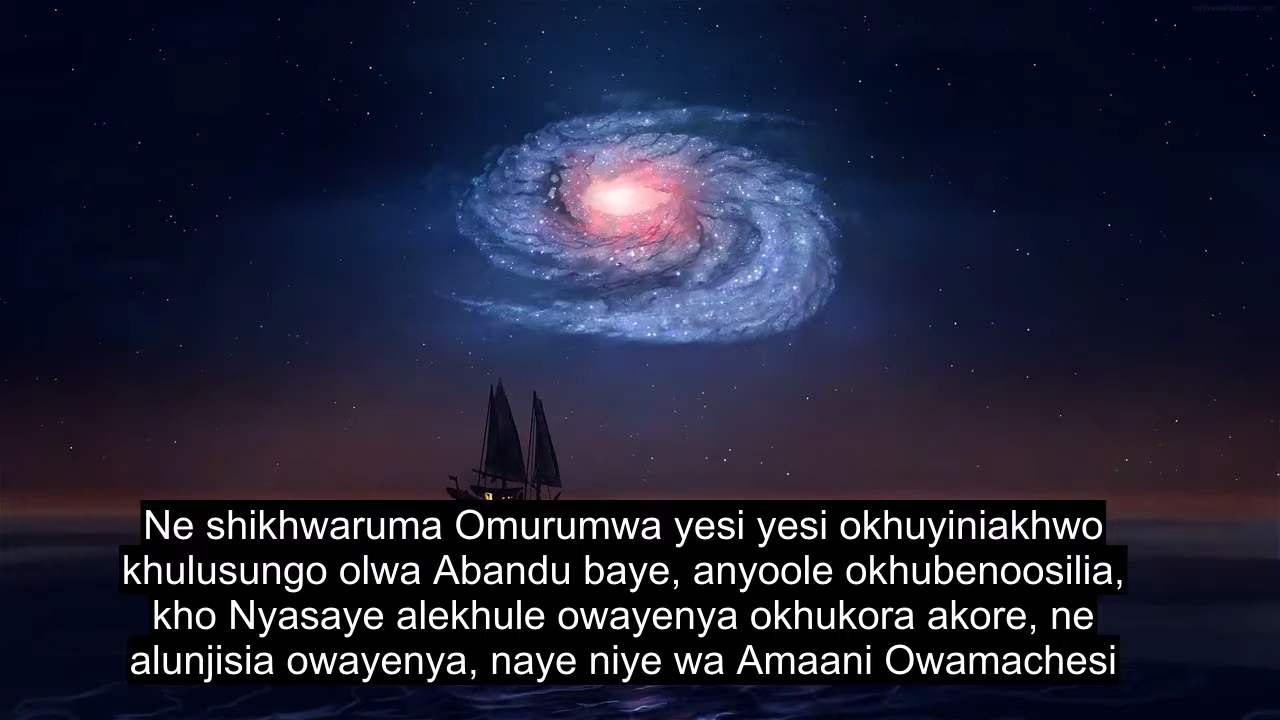 Ne shikhwaruma Omurumwa yesi yesi okhuyiniakhwo
khulusungo olwa Abandu baye, anyoole okhubenoosilia,
kho Nyasaye alekhule owayenya okhukora akore, ne
alunjisia owayenya, naye niye wa Amaani Owamachesi